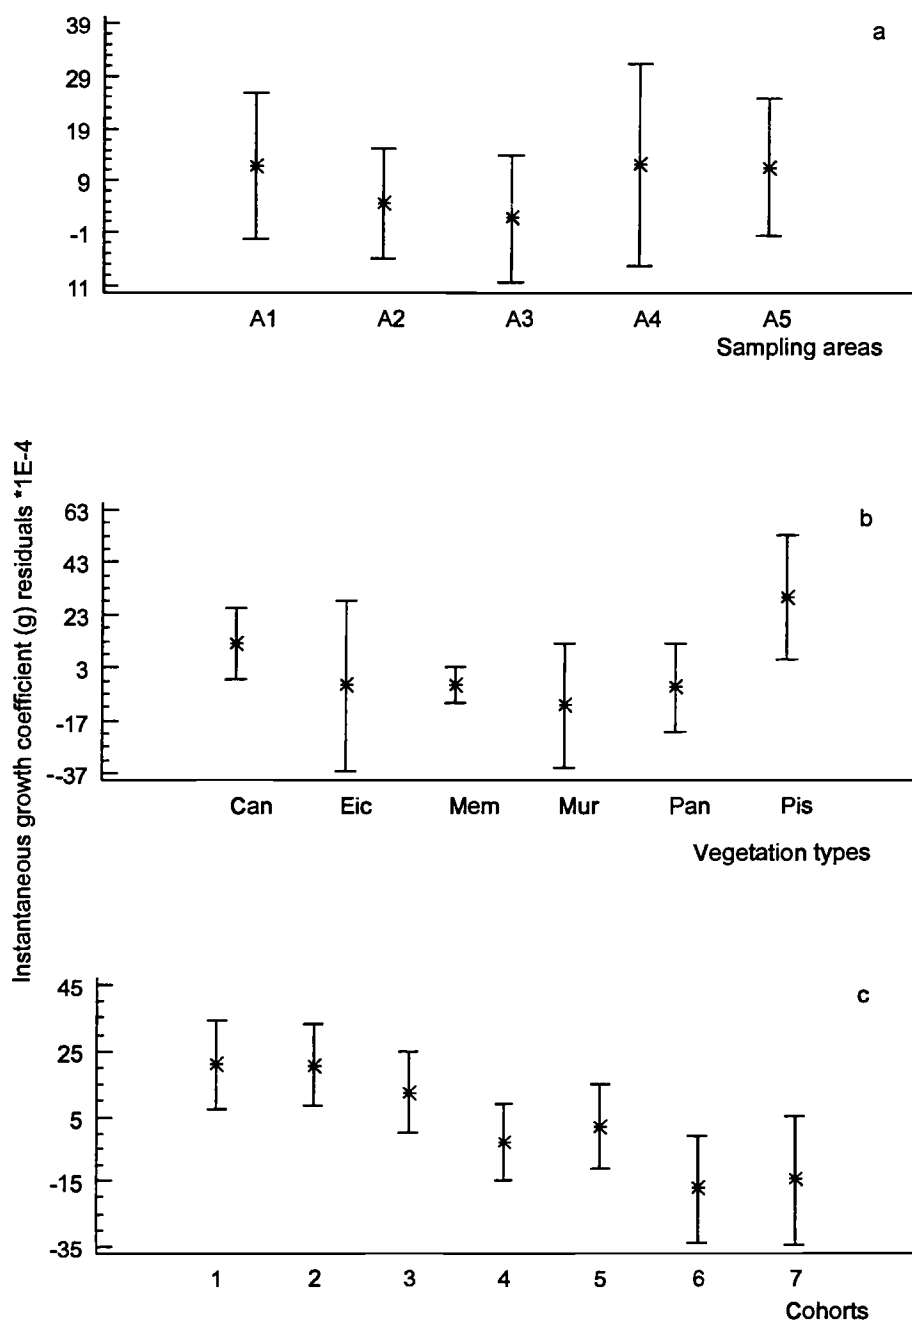 Instantaneous growth coefficient (g) residuals *1E-4
a
39
29
19
9
-1
11
A1 A2 A3 A4 A5
Sampling areas
b
63
43
23
3
-17
--37
Can Eic Mem Mur Pan Pis
Vegetation types
c
45
25
5
-15
-35
1 2 3 4 5 6 7
Cohorts